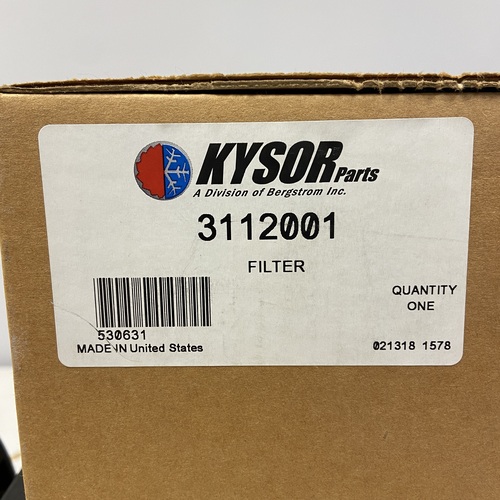 KYSOR Parts
A Division of Bergstrom Inc.
3112001
FILTER
QUANTITY
ONE
530631
MADE IN United States
021318 1578